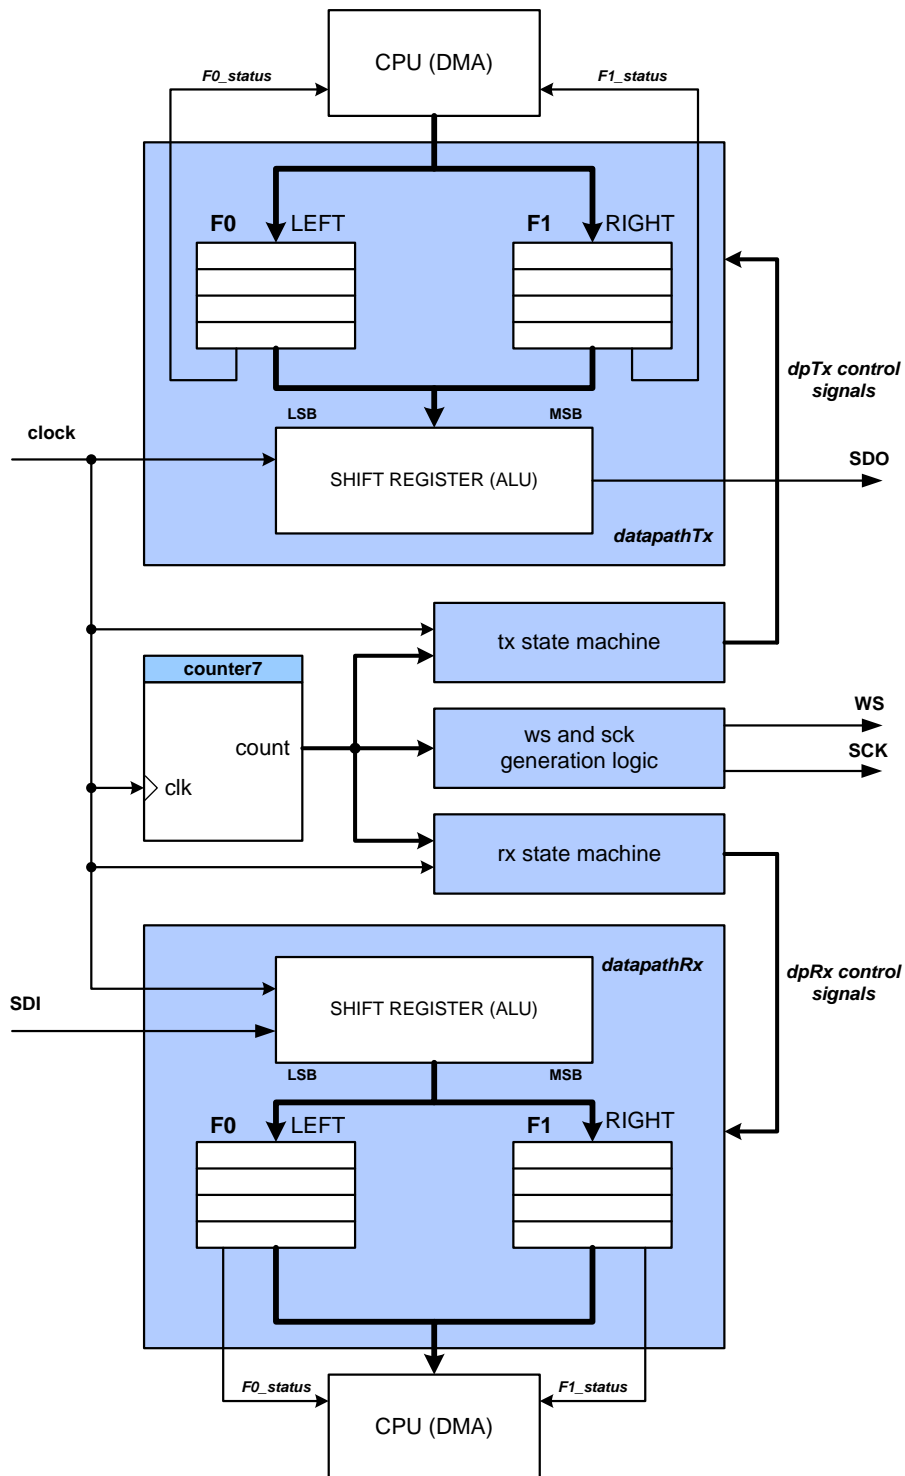 CPU (DMA)
F0_status
F1_status
F0 LEFT
F1 RIGHT
dpTx control
signals
LSB
MSB
clock
SHIFT REGISTER (ALU)
SDO
datapathTx
tx state machine
counter7
count
clk
ws and sck
generation logic
WS
SCK
rx state machine
datapathRx
dpRx control
signals
SDI
SHIFT REGISTER (ALU)
LSB
MSB
F0 LEFT
F1 RIGHT
F0_status
F1_status
CPU (DMA)